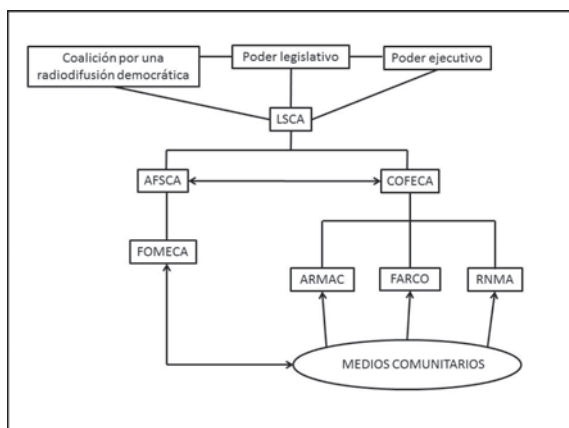 Coalición por una
radiodifusión democrática
Poder legislativo
Poder ejecutivo
LSCA
AFSCA
COFECA
FOMECA
ARMAC
FARCO
RNMA
MEDIOS COMUNITARIOS